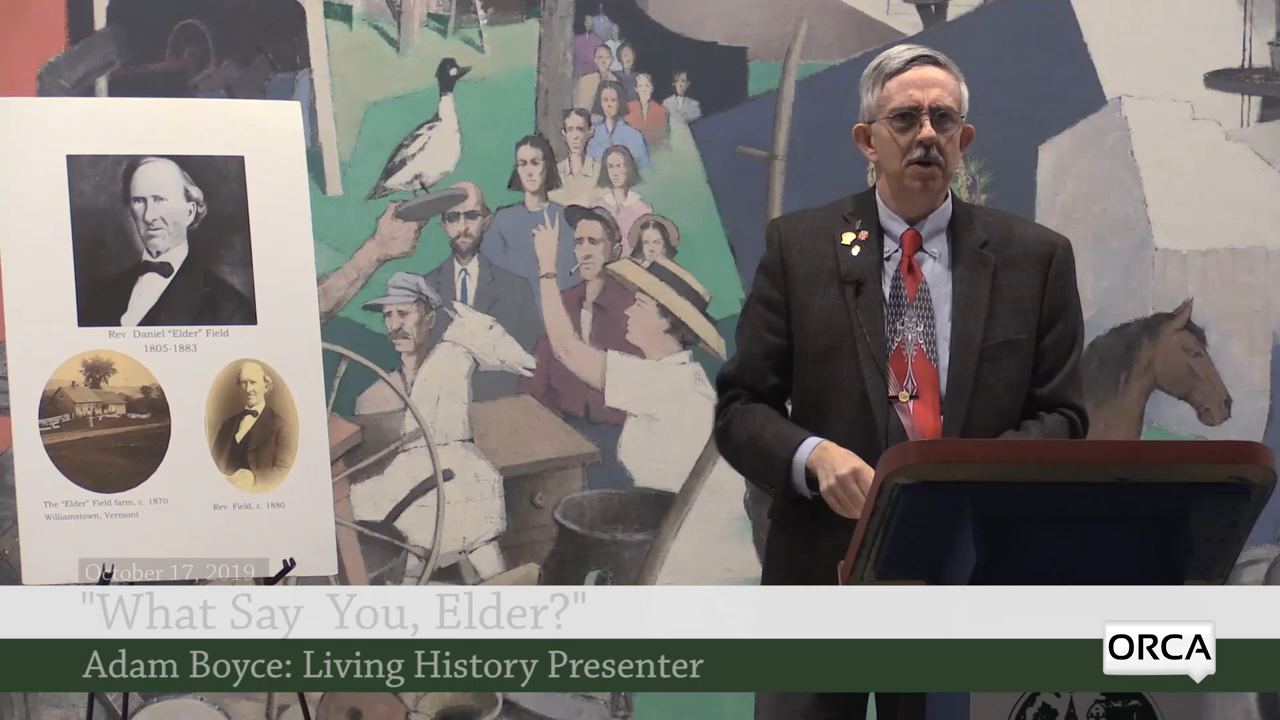 Rev. Daniel "Elder" Field
1805-1883
The "Elder" Field farm, c. 1870
Williamstown, Vermont
Rev. Field, c. 1880
October 17, 2019
"What Say You, Elder?"
Adam Boyce: Living History Presenter
ORCA